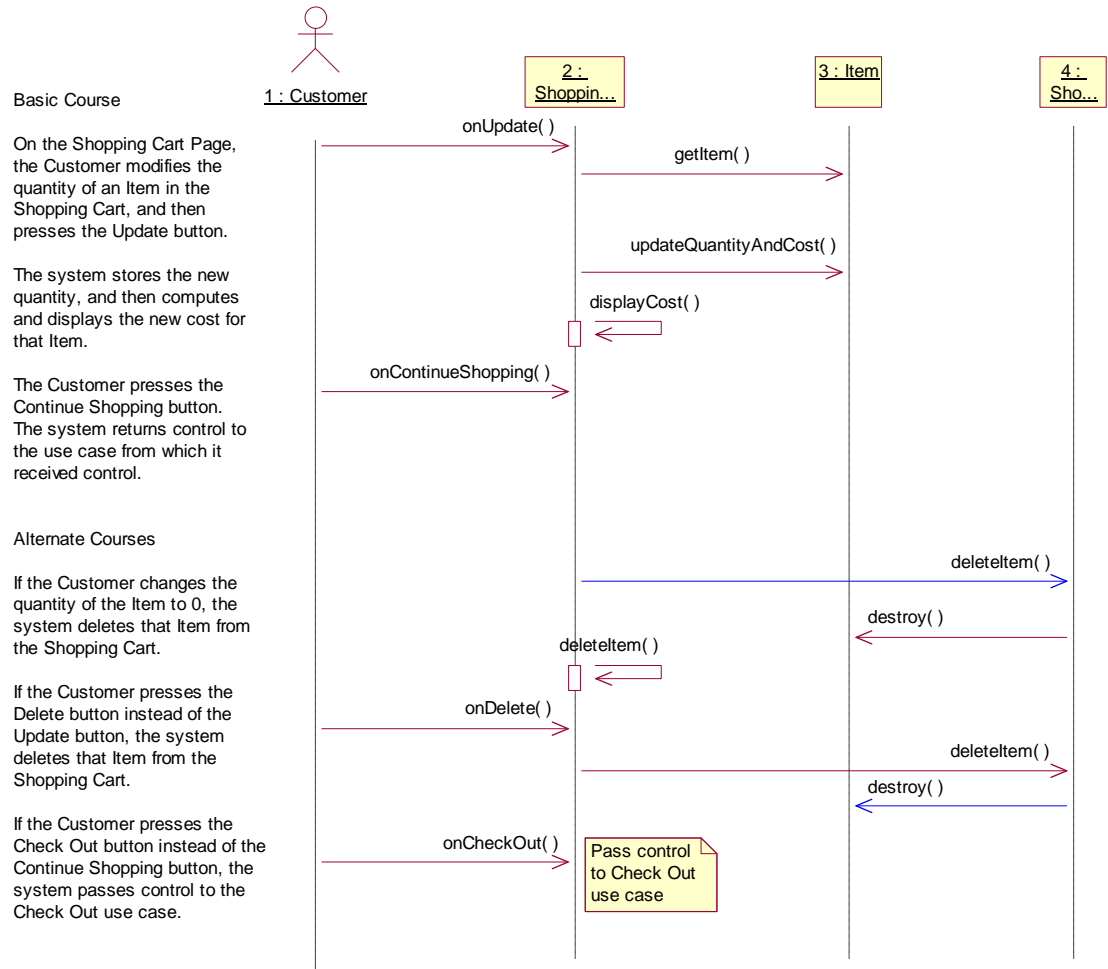 1 : Customer
2 :
Shoppin...
3 : Item
4 :
Sho...
Basic Course
On the Shopping Cart Page,
the Customer modifies the
quantity of an Item in the
Shopping Cart, and then
presses the Update button.
The system stores the new
quantity, and then computes
and displays the new cost for
that Item.
The Customer presses the
Continue Shopping button.
The system returns control to
the use case from which it
received control.
Alternate Courses
If the Customer changes the
quantity of the Item to 0, the
system deletes that Item from
the Shopping Cart.
If the Customer presses the
Delete button instead of the
Update button, the system
deletes that Item from the
Shopping Cart.
If the Customer presses the
Check Out button instead of the
Continue Shopping button, the
system passes control to the
Check Out use case.
onUpdate( )
getItem( )
updateQuantityAndCost( )
displayCost( )
onContinueShopping( )
deleteItem( )
destroy( )
deleteItem( )
onDelete( )
deleteItem( )
destroy( )
onCheckOut( )
Pass control
to Check Out
use case